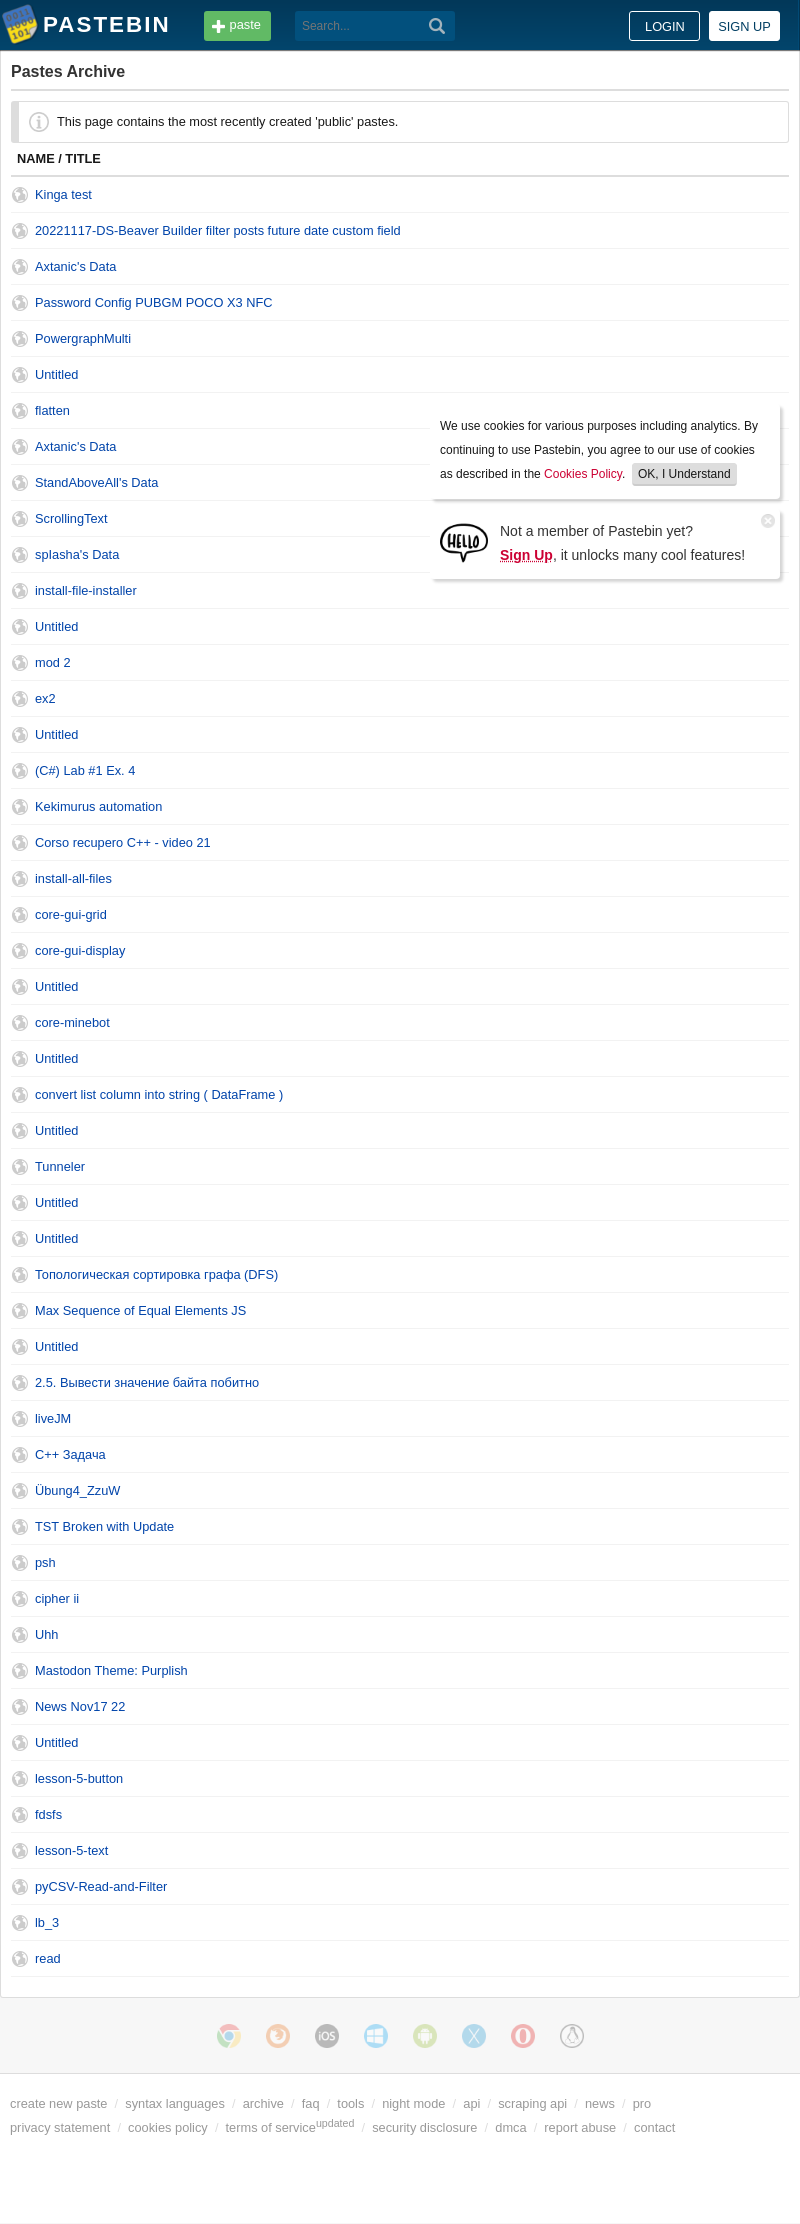 PASTEBIN
paste
Search...
LOGIN
SIGN UP
Pastes Archive
This page contains the most recently created 'public' pastes.
NAME / TITLE
Kinga test
20221117-DS-Beaver Builder filter posts future date custom field
Axtanic's Data
Password Config PUBGM POCO X3 NFC
PowergraphMulti
Untitled
flatten
Axtanic's Data
StandAboveAll's Data
ScrollingText
splasha's Data
We use cookies for various purposes including analytics. By
continuing to use Pastebin, you agree to our use of cookies
as described in the Cookies Policy. OK, I Understand
HELLO
Not a member of Pastebin yet?
Sign Up, it unlocks many cool features!
install-file-installer
Untitled
mod 2
ex2
Untitled
(C#) Lab #1 Ex. 4
Kekimurus automation
Corso recupero C++ - video 21
install-all-files
core-gui-grid
core-gui-display
Untitled
core-minebot
Untitled
convert list column into string ( DataFrame )
Untitled
Tunneler
Untitled
Untitled
Топологическая сортировка графа (DFS)
Max Sequence of Equal Elements JS
Untitled
2.5. Вывести значение байта побитно
liveJM
C++ Задача
Übung4_ZzuW
TST Broken with Update
psh
cipher ii
Uhh
Mastodon Theme: Purplish
News Nov17 22
Untitled
lesson-5-button
fdsfs
lesson-5-text
pyCSV-Read-and-Filter
lb_3
read
iOS
create new paste / syntax languages / archive / faq / tools / night mode / api / scraping api / news / pro
privacy statement / cookies policy / terms of service updated / security disclosure / dmca / report abuse / contact